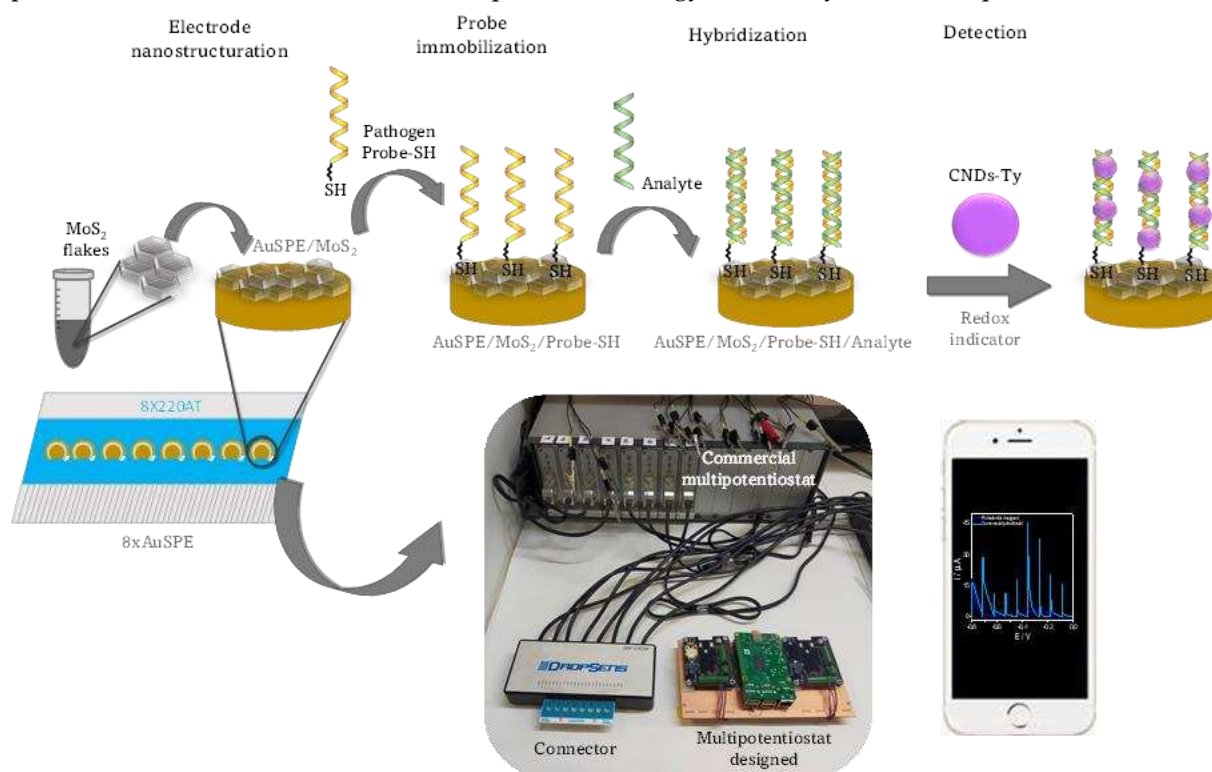 Electrode
nanostructuration
Probe
immobilization
Hybridization
Detection
Pathogen
Probe-SH
SH
Analyte
CNDs-Ty
MoS2
flakes
AuSPE/MoS2
SH SH SH
SH SH SH
SH SH SH
AuSPE/MoS2/Probe-SH
AuSPE/MoS2/Probe-SH/Analyte
Redox
indicator
8X220AT
8xAuSPE
Commercial
multipotentiostat
DROPSENS
Connector
Multipotentiostat
designed
I / µA
E / V